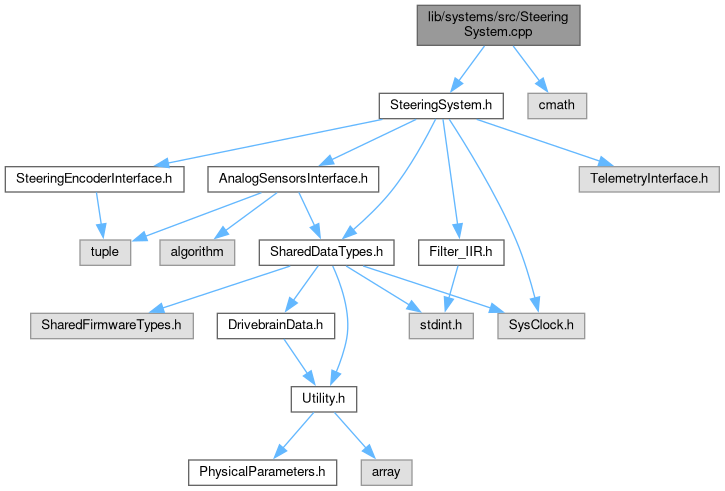 lib/systems/src/Steering
System.cpp
SteeringSystem.h
cmath
SteeringEncoderInterface.h
AnalogSensorsInterface.h
TelemetryInterface.h
tuple
algorithm
SharedDataTypes.h
Filter_IIR.h
SharedFirmwareTypes.h
DrivebrainData.h
stdint.h
SysClock.h
Utility.h
PhysicalParameters.h
array